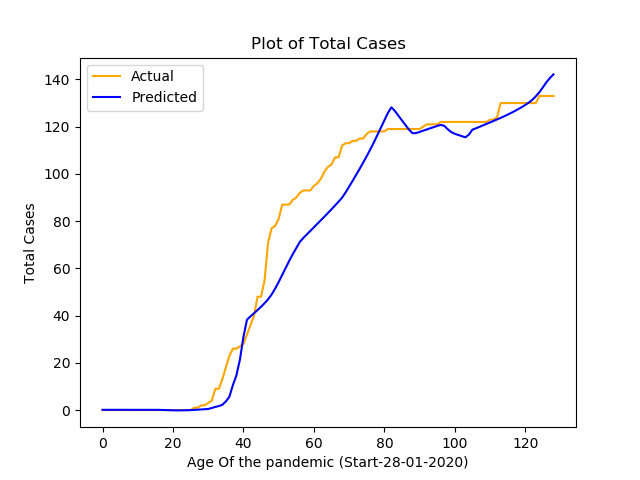 Plot of Total Cases
Actual
Predicted
140
120
100
80
60
40
20
0
Total Cases
0 20 40 60 80 100 120
Age Of the pandemic (Start-28-01-2020)